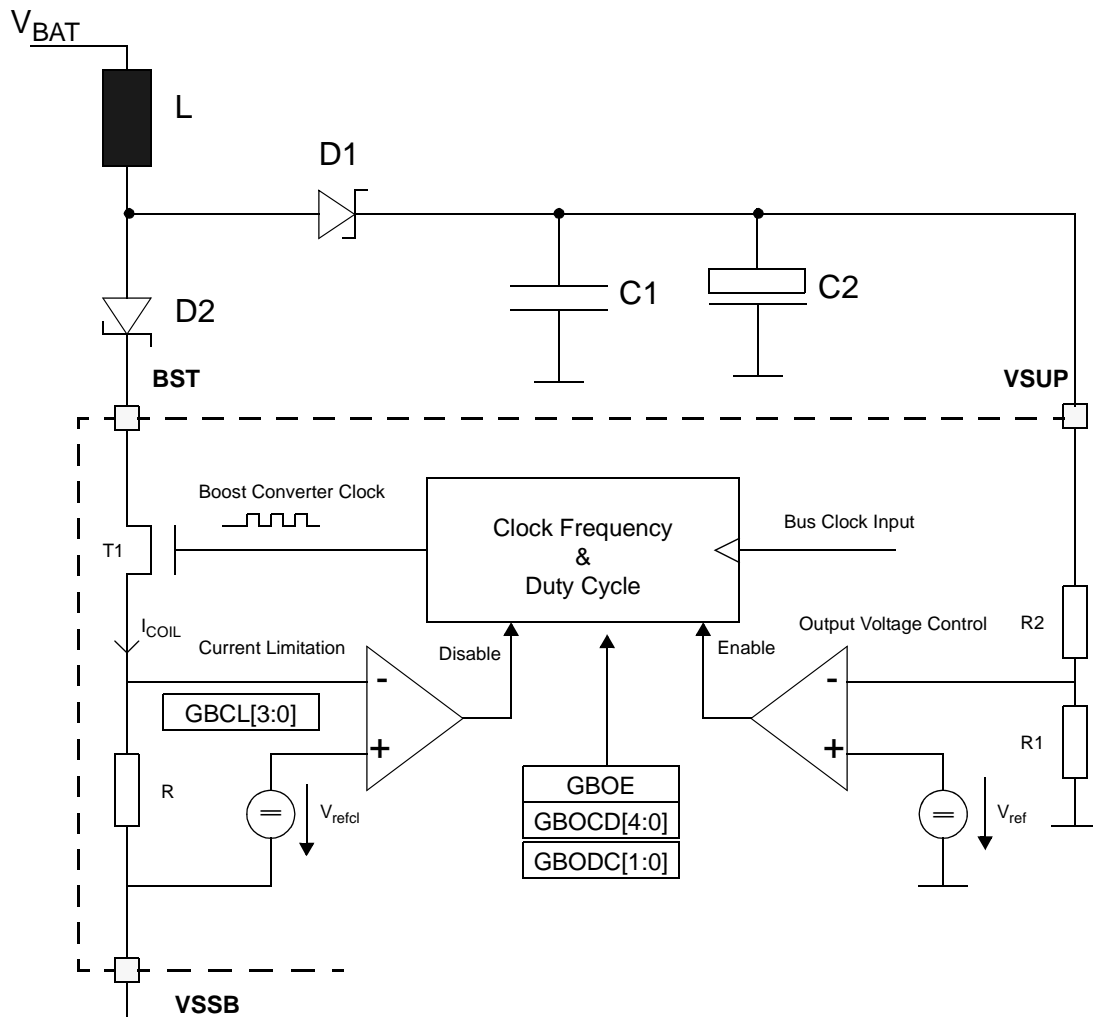 VBAT
L
D1
D2
C1
C2
BST
VSUP
Boost Converter Clock
Clock Frequency
&
Duty Cycle
Bus Clock Input
T1
ICOIL
Current Limitation
Disable
Enable
Output Voltage Control
R2
-
-
GBCL[3:0]
+
+
R1
R
=
Vrefcl
GBOE
GBOCD[4:0]
GBODC[1:0]
=
Vref
VSSB